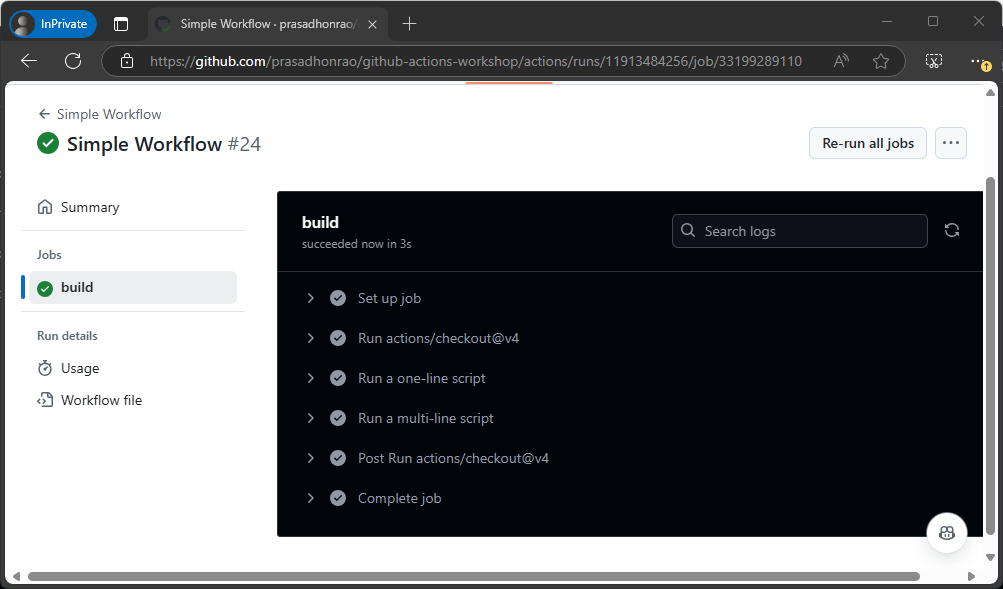 InPrivate
Simple Workflow · prasadhonrao/
https://github.com/prasadhonrao/github-actions-workshop/actions/runs/11913484256/job/33199289110
Simple Workflow
Simple Workflow #24
Re-run all jobs
Summary
Jobs
build
Run details
Usage
Workflow file
build
succeeded now in 3s
Search logs
Set up job
Run actions/checkout@v4
Run a one-line script
Run a multi-line script
Post Run actions/checkout@v4
Complete job